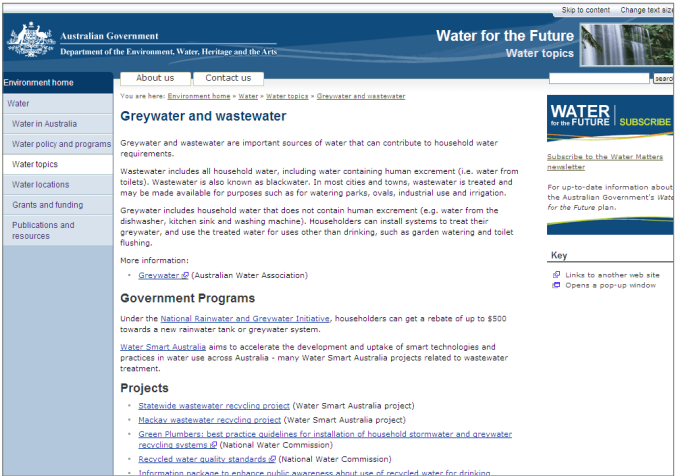 Skip to content Change text size
Australian Government
Department of the Environment, Water, Heritage and the Arts
Water for the Future
Water topics
Environment home
About us
Contact us
search
Water
Water in Australia
Water policy and programs
Water topics
Water locations
Grants and funding
Publications and
resources
You are here: Environment home » Water » Water topics » Greywater and wastewater
Greywater and wastewater
Greywater and wastewater are important sources of water that can contribute to household water
requirements.
Wastewater includes all household water, including water containing human excrement (i.e. water from
toilets). Wastewater is also known as blackwater. In most cities and towns, wastewater is treated and
may be made available for purposes such as for watering parks, ovals, industrial use and irrigation.
Greywater includes household water that does not contain human excrement (e.g. water from the
dishwasher, kitchen sink and washing machine). Householders can install systems to treat their
greywater, and use the treated water for uses other than drinking, such as garden watering and toilet
flushing.
More information:
Greywater (Australian Water Association)
Government Programs
Under the National Rainwater and Greywater Initiative, householders can get a rebate of up to $500
towards a new rainwater tank or greywater system.
Water Smart Australia aims to accelerate the development and uptake of smart technologies and
practices in water use across Australia - many Water Smart Australia projects related to wastewater
treatment.
Projects
Statewide wastewater recycling project (Water Smart Australia project)
Mackay wastewater recycling project (Water Smart Australia project)
Green Plumbers: best practice guidelines for installation of household stormwater and greywater
recycling systems (National Water Commission)
Recycled water quality standards (National Water Commission)
Information package to enhance public awareness about use of recycled water for drinking
WATER
for the FUTURE
SUBSCRIBE
Subscribe to the Water Matters
newsletter
For up-to-date information about
the Australian Government's Wate
for the Future plan.
Key
Links to another web site
Opens a pop-up window